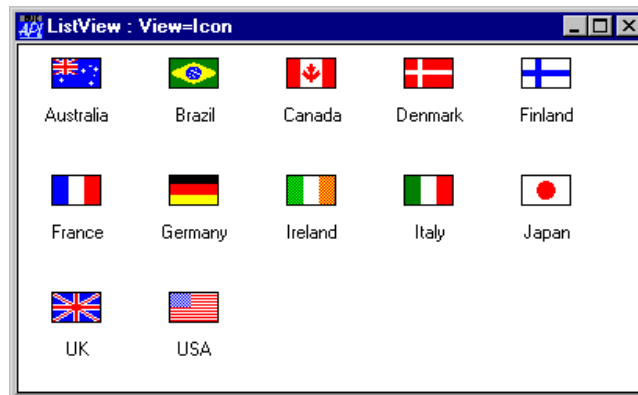 ListView : View=Icon
Australia Brazil Canada Denmark Finland
France Germany Ireland Italy Japan
UK USA